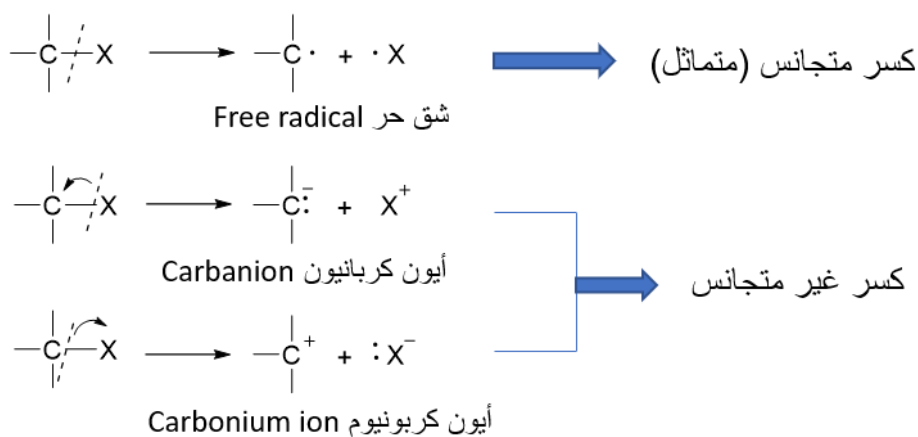 C X C · + · X
كسر متجانس (متماثل)
Free radical شق حر
C X C:⁻ + X⁺
أيون كربانيون Carbanion
كسر غير متجانس
C X C⁺ + :X⁻
أيون كربونيوم Carbonium ion